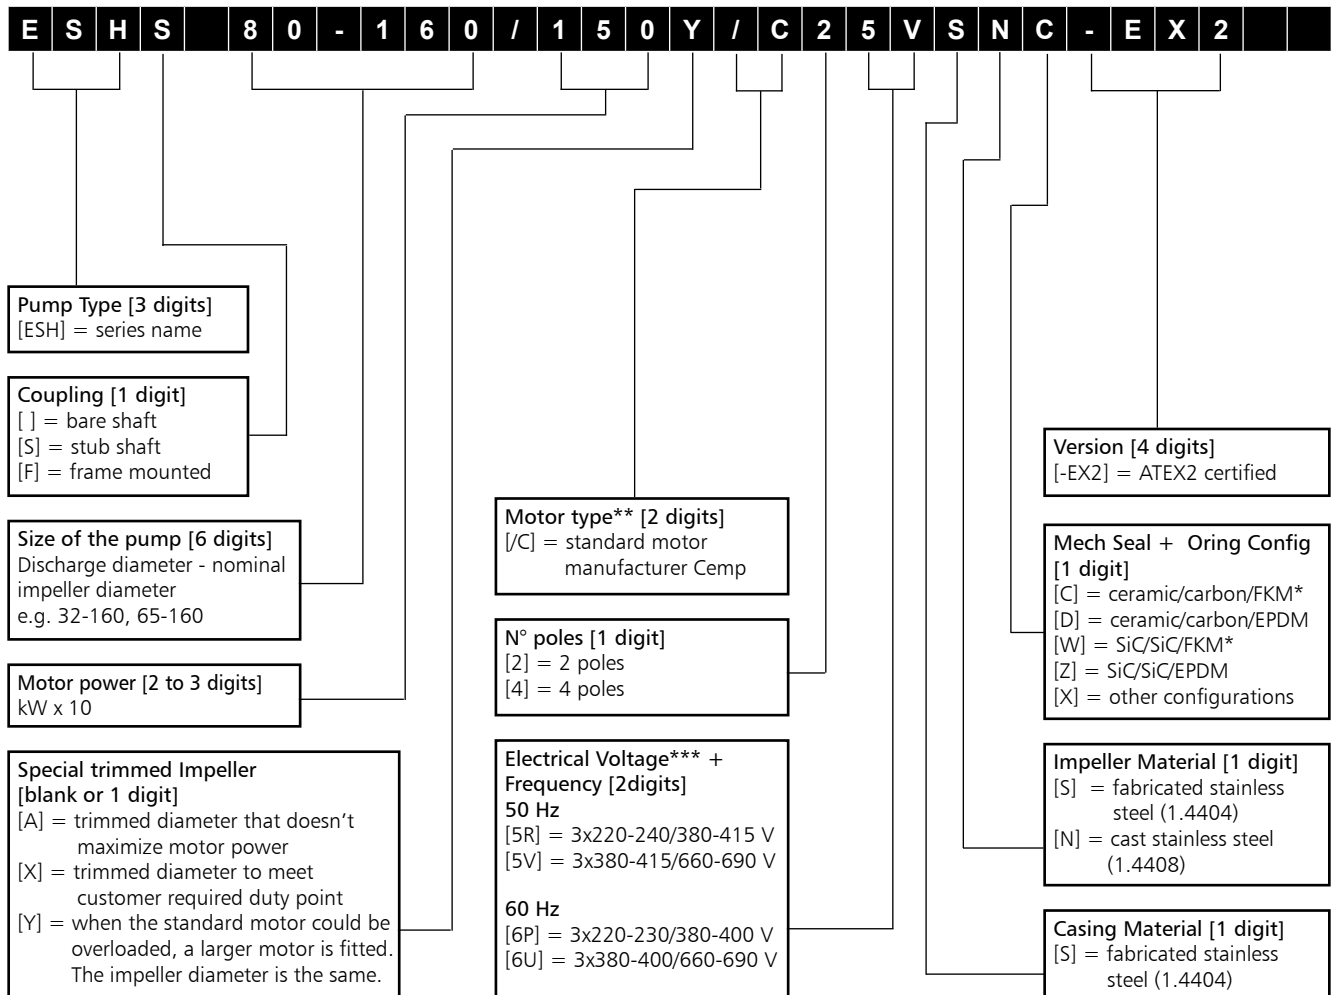 ESHS 80-160/150Y/C25VSNC-EX2
Pump Type [3 digits]
[ESH] = series name
Coupling [1 digit]
[ ] = bare shaft
[S] = stub shaft
[F] = frame mounted
Size of the pump [6 digits]
Discharge diameter - nominal
impeller diameter
e.g. 32-160, 65-160
Motor power [2 to 3 digits]
kW x 10
Special trimmed Impeller
[blank or 1 digit]
[A] = trimmed diameter that doesn't
maximize motor power
[X] = trimmed diameter to meet
customer required duty point
[Y] = when the standard motor could be
overloaded, a larger motor is fitted.
The impeller diameter is the same.
Motor type** [2 digits]
[/C] = standard motor
manufacturer Cemp
N° poles [1 digit]
[2] = 2 poles
[4] = 4 poles
Electrical Voltage*** +
Frequency [2digits]
50 Hz
[5R] = 3x220-240/380-415 V
[5V] = 3x380-415/660-690 V
60 Hz
[6P] = 3x220-230/380-400 V
[6U] = 3x380-400/660-690 V
Version [4 digits]
[-EX2] = ATEX2 certified
Mech Seal + Oring Config
[1 digit]
[C] = ceramic/carbon/FKM*
[D] = ceramic/carbon/EPDM
[W] = SiC/SiC/FKM*
[Z] = SiC/SiC/EPDM
[X] = other configurations
Impeller Material [1 digit]
[S] = fabricated stainless
steel (1.4404)
[N] = cast stainless steel
(1.4408)
Casing Material [1 digit]
[S] = fabricated stainless
steel (1.4404)